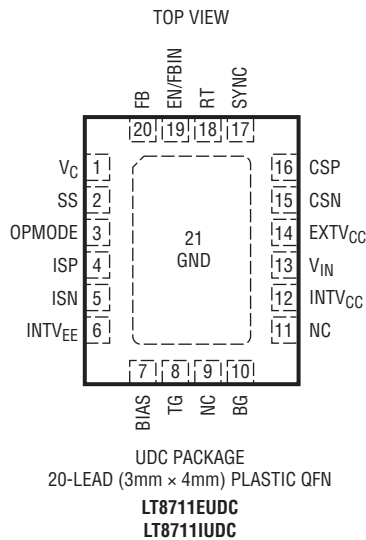 TOP VIEW
FB
EN/FBIN
RT
SYNC
20 19 18 17
VC 1
SS 2
OPMODE 3
ISP 4
ISN 5
INTVEE 6
21
GND
16 CSP
15 CSN
14 EXTVCC
13 VIN
12 INTVCC
11 NC
7 8 9 10
BIAS
TG
NC
BG
UDC PACKAGE
20-LEAD (3mm × 4mm) PLASTIC QFN
LT8711EUDC
LT8711IUDC